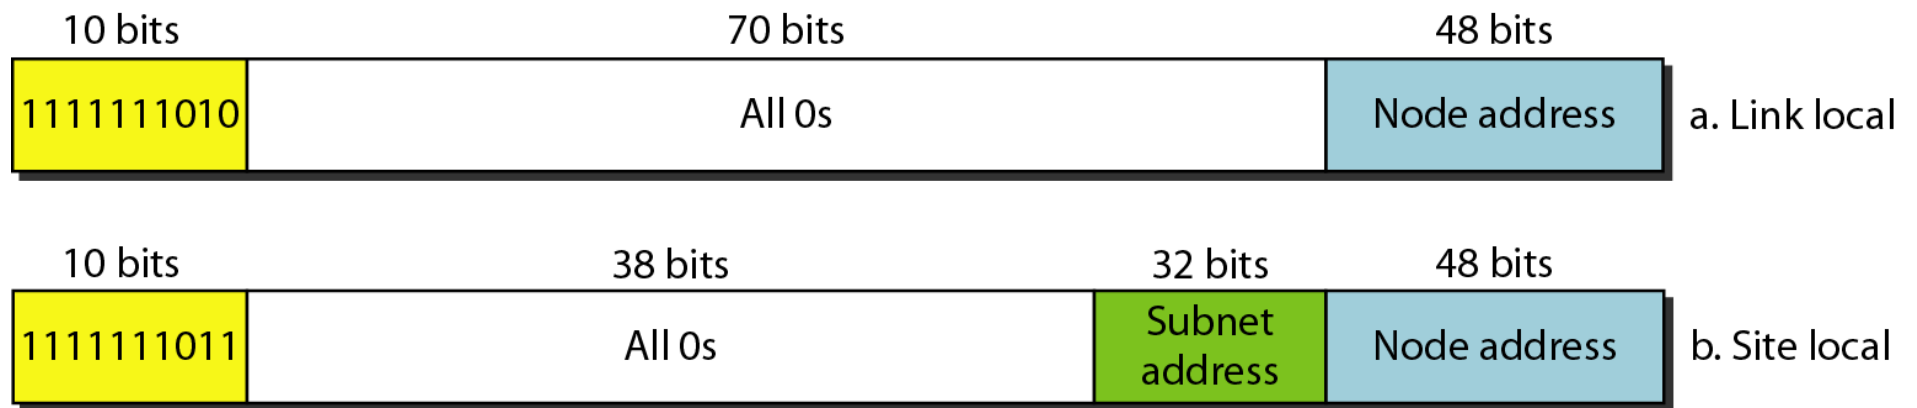 10 bits 70 bits 48 bits
1111111010 All 0s Node address a. Link local
10 bits 38 bits 32 bits 48 bits
1111111011 All 0s Subnet address Node address b. Site local